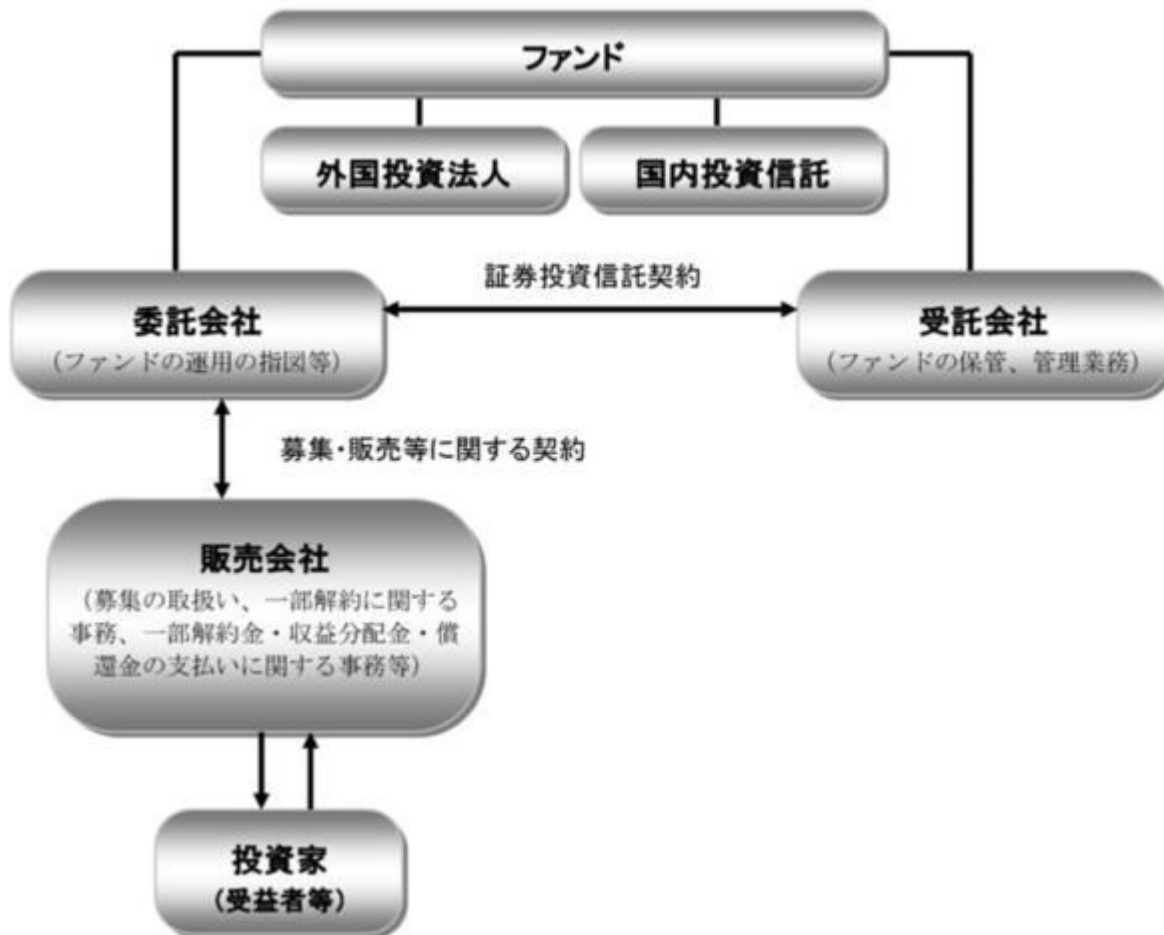 ファンド
外国投資法人
国内投資信託
証券投資信託契約
委託会社
（ファンドの運用の指図等）
受託会社
（ファンドの保管、管理業務）
募集・販売等に関する契約
販売会社
（募集の取扱い、一部解約に関する
事務、一部解約金・収益分配金・償
還金の支払いに関する事務等）
投資家
（受益者等）